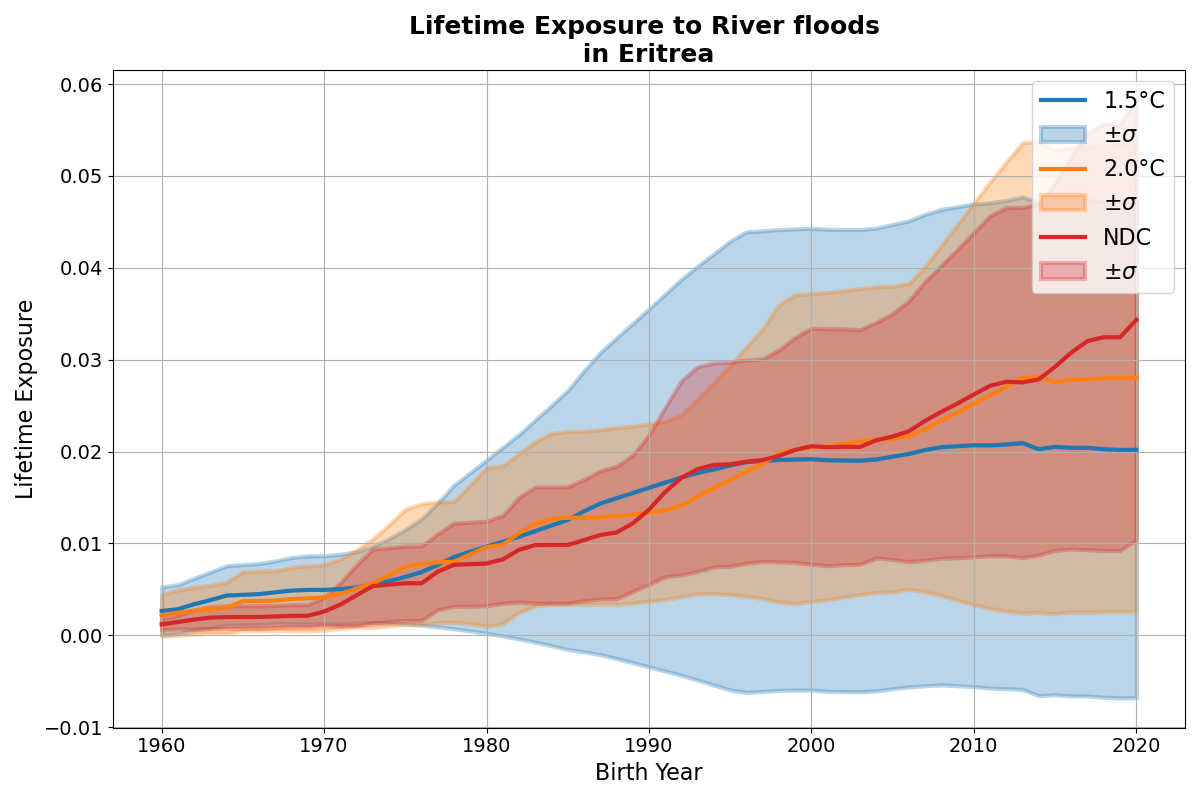 Lifetime Exposure to River floods
in Eritrea
Lifetime Exposure
0.06
0.05
0.04
0.03
0.02
0.01
0.00
−0.01
1.5°C
±σ
2.0°C
±σ
NDC
±σ
1960
1970
1980
1990
2000
2010
2020
Birth Year